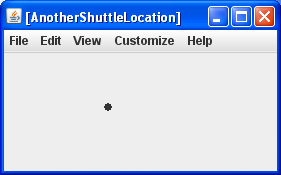 [AnotherShuttleLocation]
File Edit View Customize Help